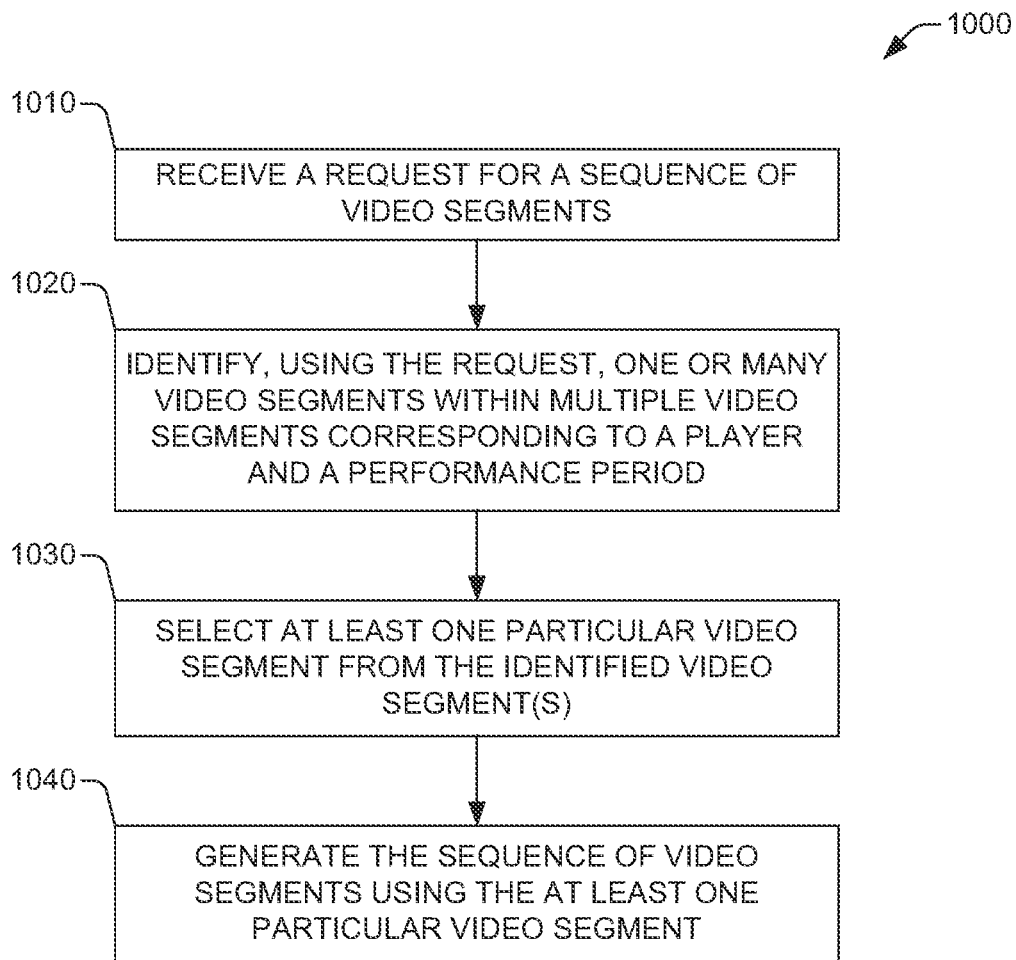 1000
1010
RECEIVE A REQUEST FOR A SEQUENCE OF
VIDEO SEGMENTS
1020
IDENTIFY, USING THE REQUEST, ONE OR MANY
VIDEO SEGMENTS WITHIN MULTIPLE VIDEO
SEGMENTS CORRESPONDING TO A PLAYER
AND A PERFORMANCE PERIOD
1030
SELECT AT LEAST ONE PARTICULAR VIDEO
SEGMENT FROM THE IDENTIFIED VIDEO
SEGMENT(S)
1040
GENERATE THE SEQUENCE OF VIDEO
SEGMENTS USING THE AT LEAST ONE
PARTICULAR VIDEO SEGMENT